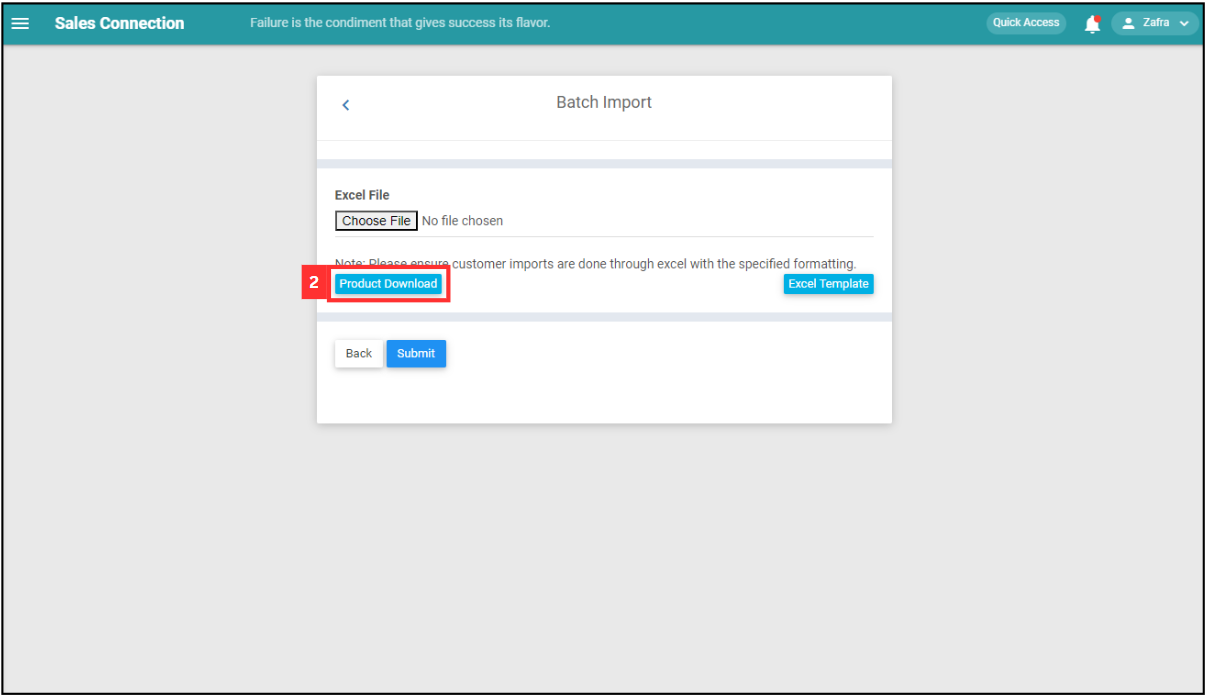 Sales Connection Failure is the condiment that gives success its flavor. Quick Access Zafra
Batch Import
Excel File
Choose File No file chosen
Note: Please ensure customer imports are done through excel with the specified formatting.
2 Product Download Excel Template
Back Submit